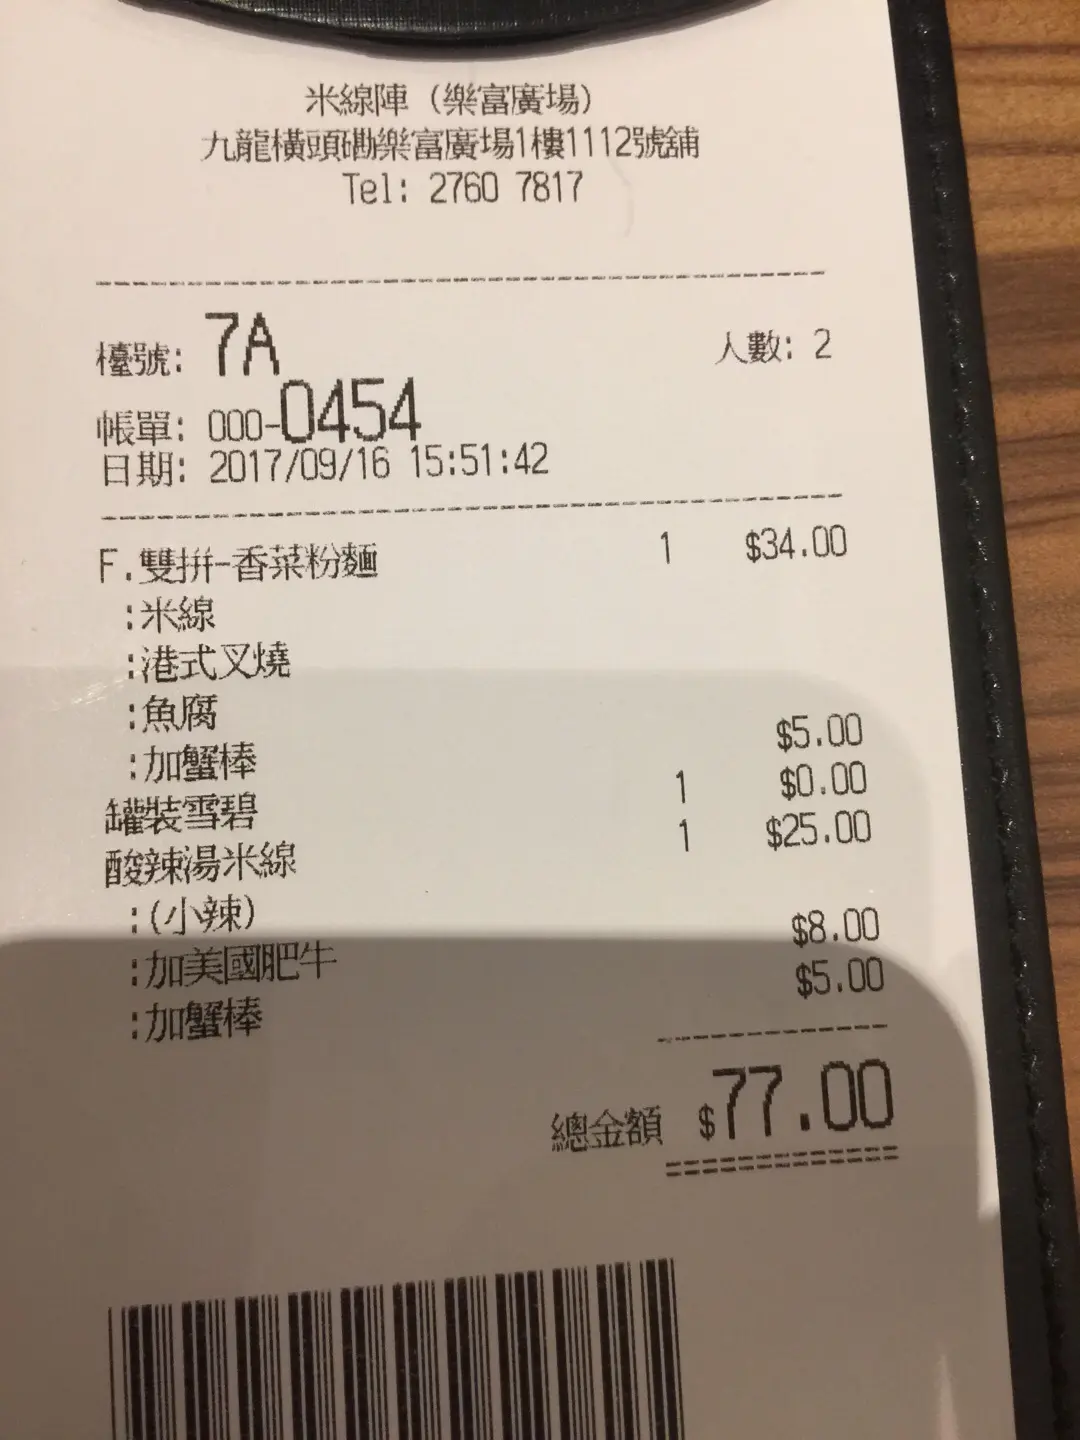 米線陣（樂富廣場）
九龍橫頭磡樂富廣場1樓1112號舖
Tel: 2760 7817
檯號: 7A 人數: 2
帳單: 000-0454
日期: 2017/09/16 15:51:42
F.雙拼-香菜粉麵 1 $34.00
:米線
:港式叉燒
:魚腐
:加蟹棒 $5.00
罐裝雪碧 1 $0.00
酸辣湯米線 1 $25.00
:(小辣)
:加美國肥牛 $8.00
:加蟹棒 $5.00
總金額 $77.00